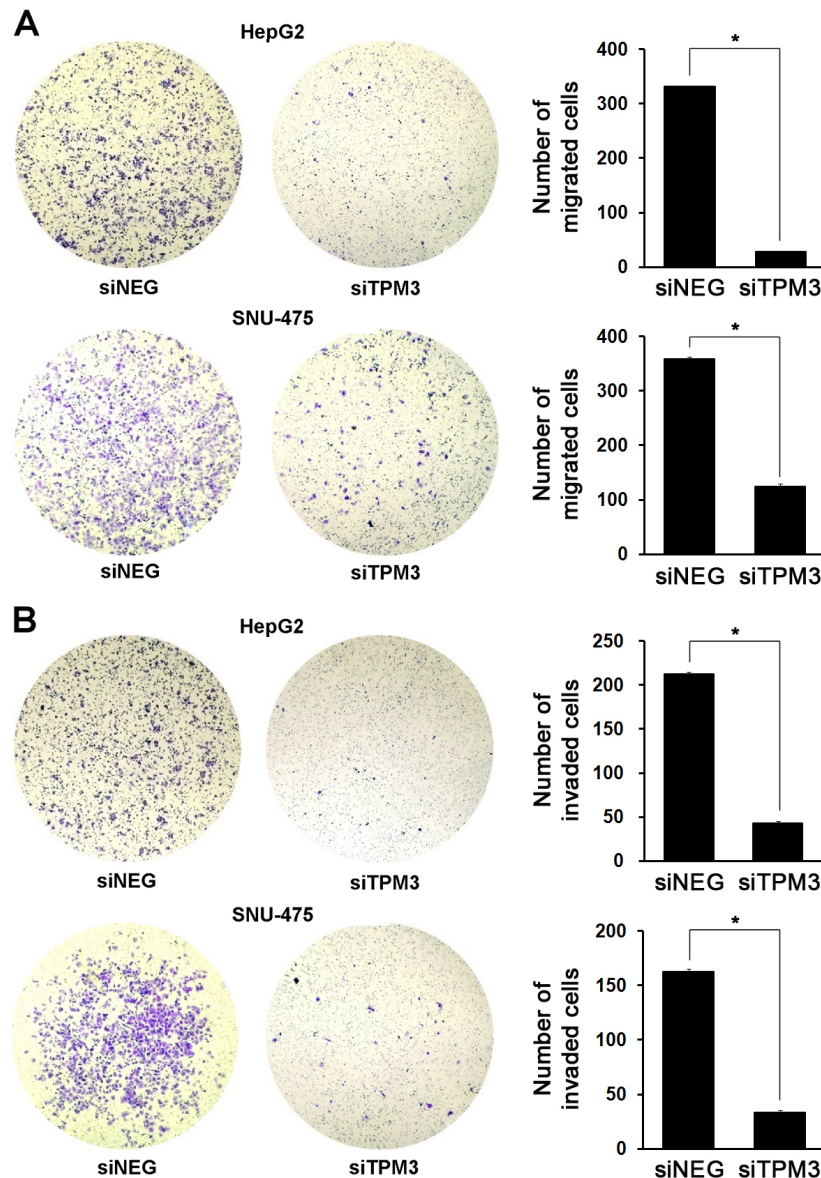 A
HepG2
siNEG
siTPM3
Number of
migrated cells
400
300
200
100
0
*
siNEG
siTPM3
SNU-475
siNEG
siTPM3
Number of
migrated cells
400
300
200
100
0
*
siNEG
siTPM3
B
HepG2
siNEG
siTPM3
Number of
invaded cells
250
200
150
100
50
0
*
siNEG
siTPM3
SNU-475
siNEG
siTPM3
Number of
invaded cells
200
150
100
50
0
*
siNEG
siTPM3